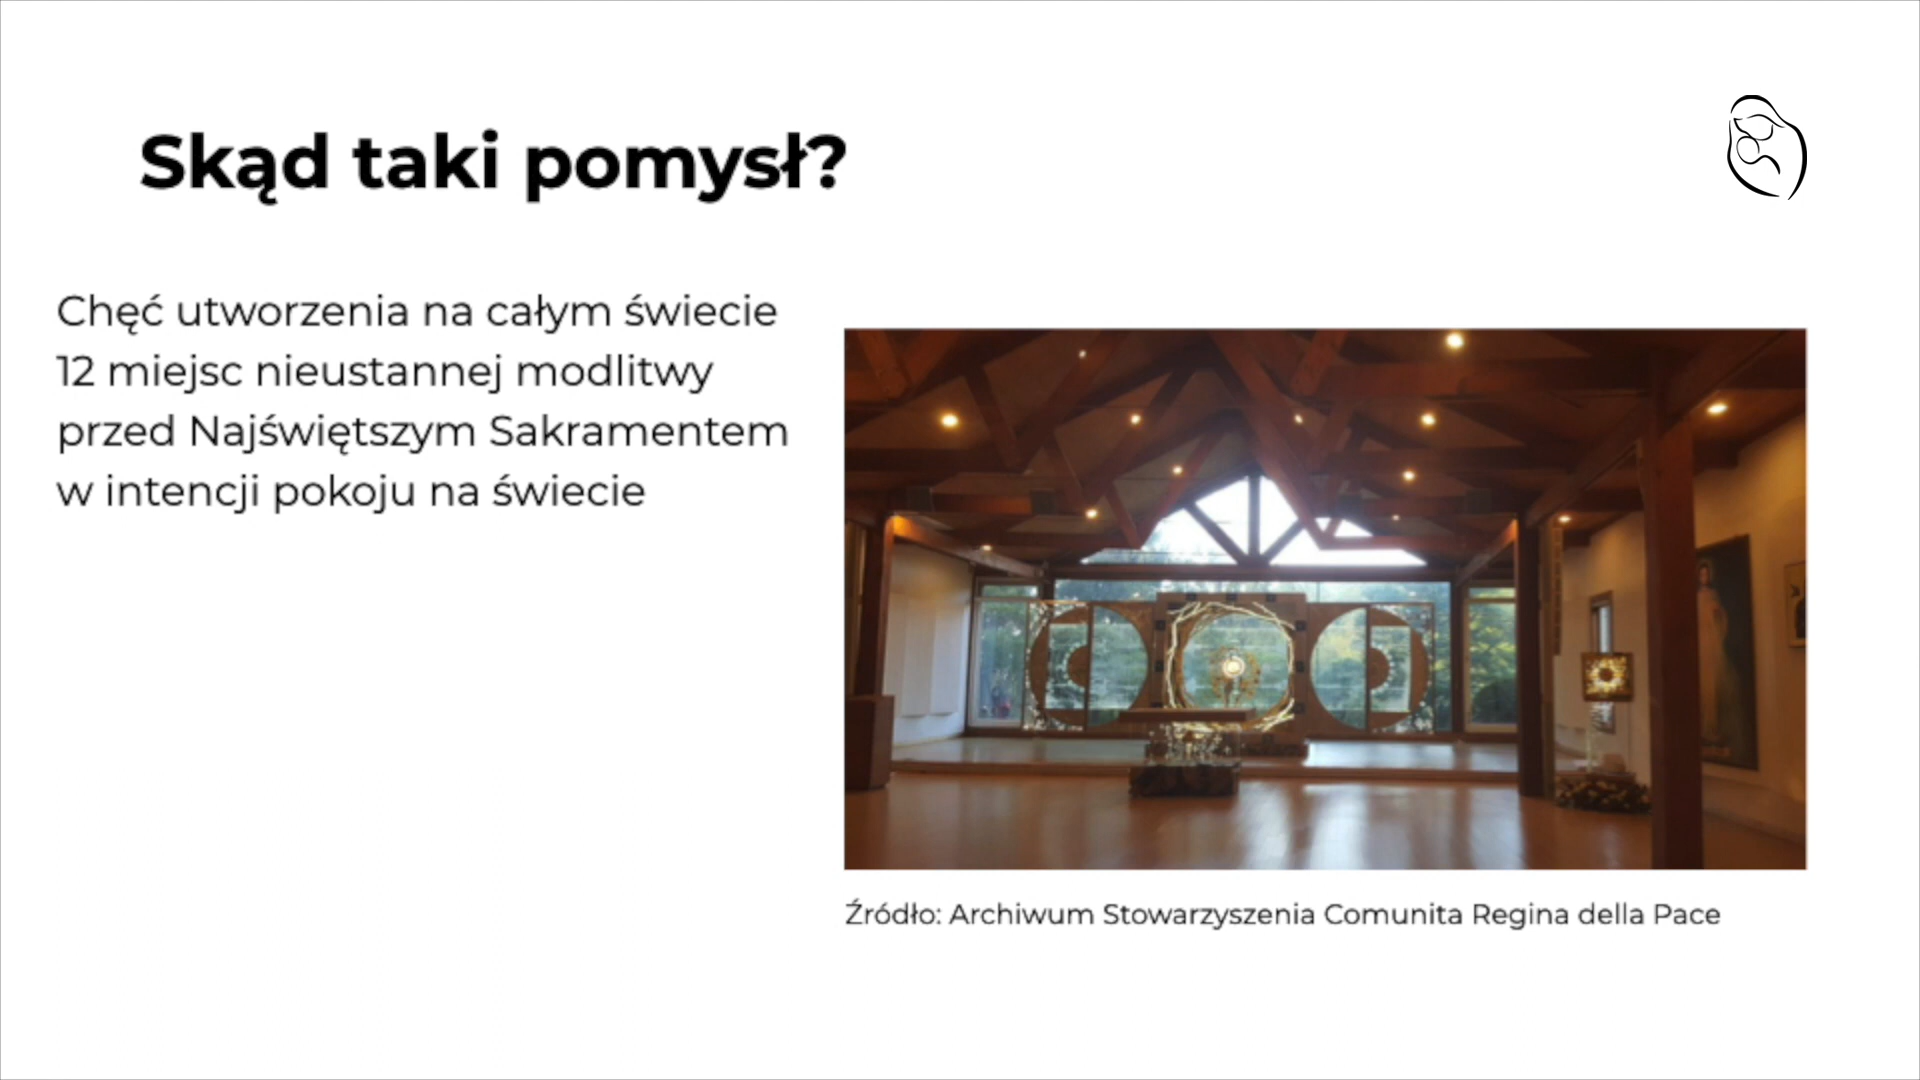 Skąd taki pomysł?
Chęć utworzenia na całym świecie
12 miejsc nieustannej modlitwy
przed Najświętszym Sakramentem
w intencji pokoju na świecie
Źródło: Archiwum Stowarzyszenia Comunita Regina della Pace